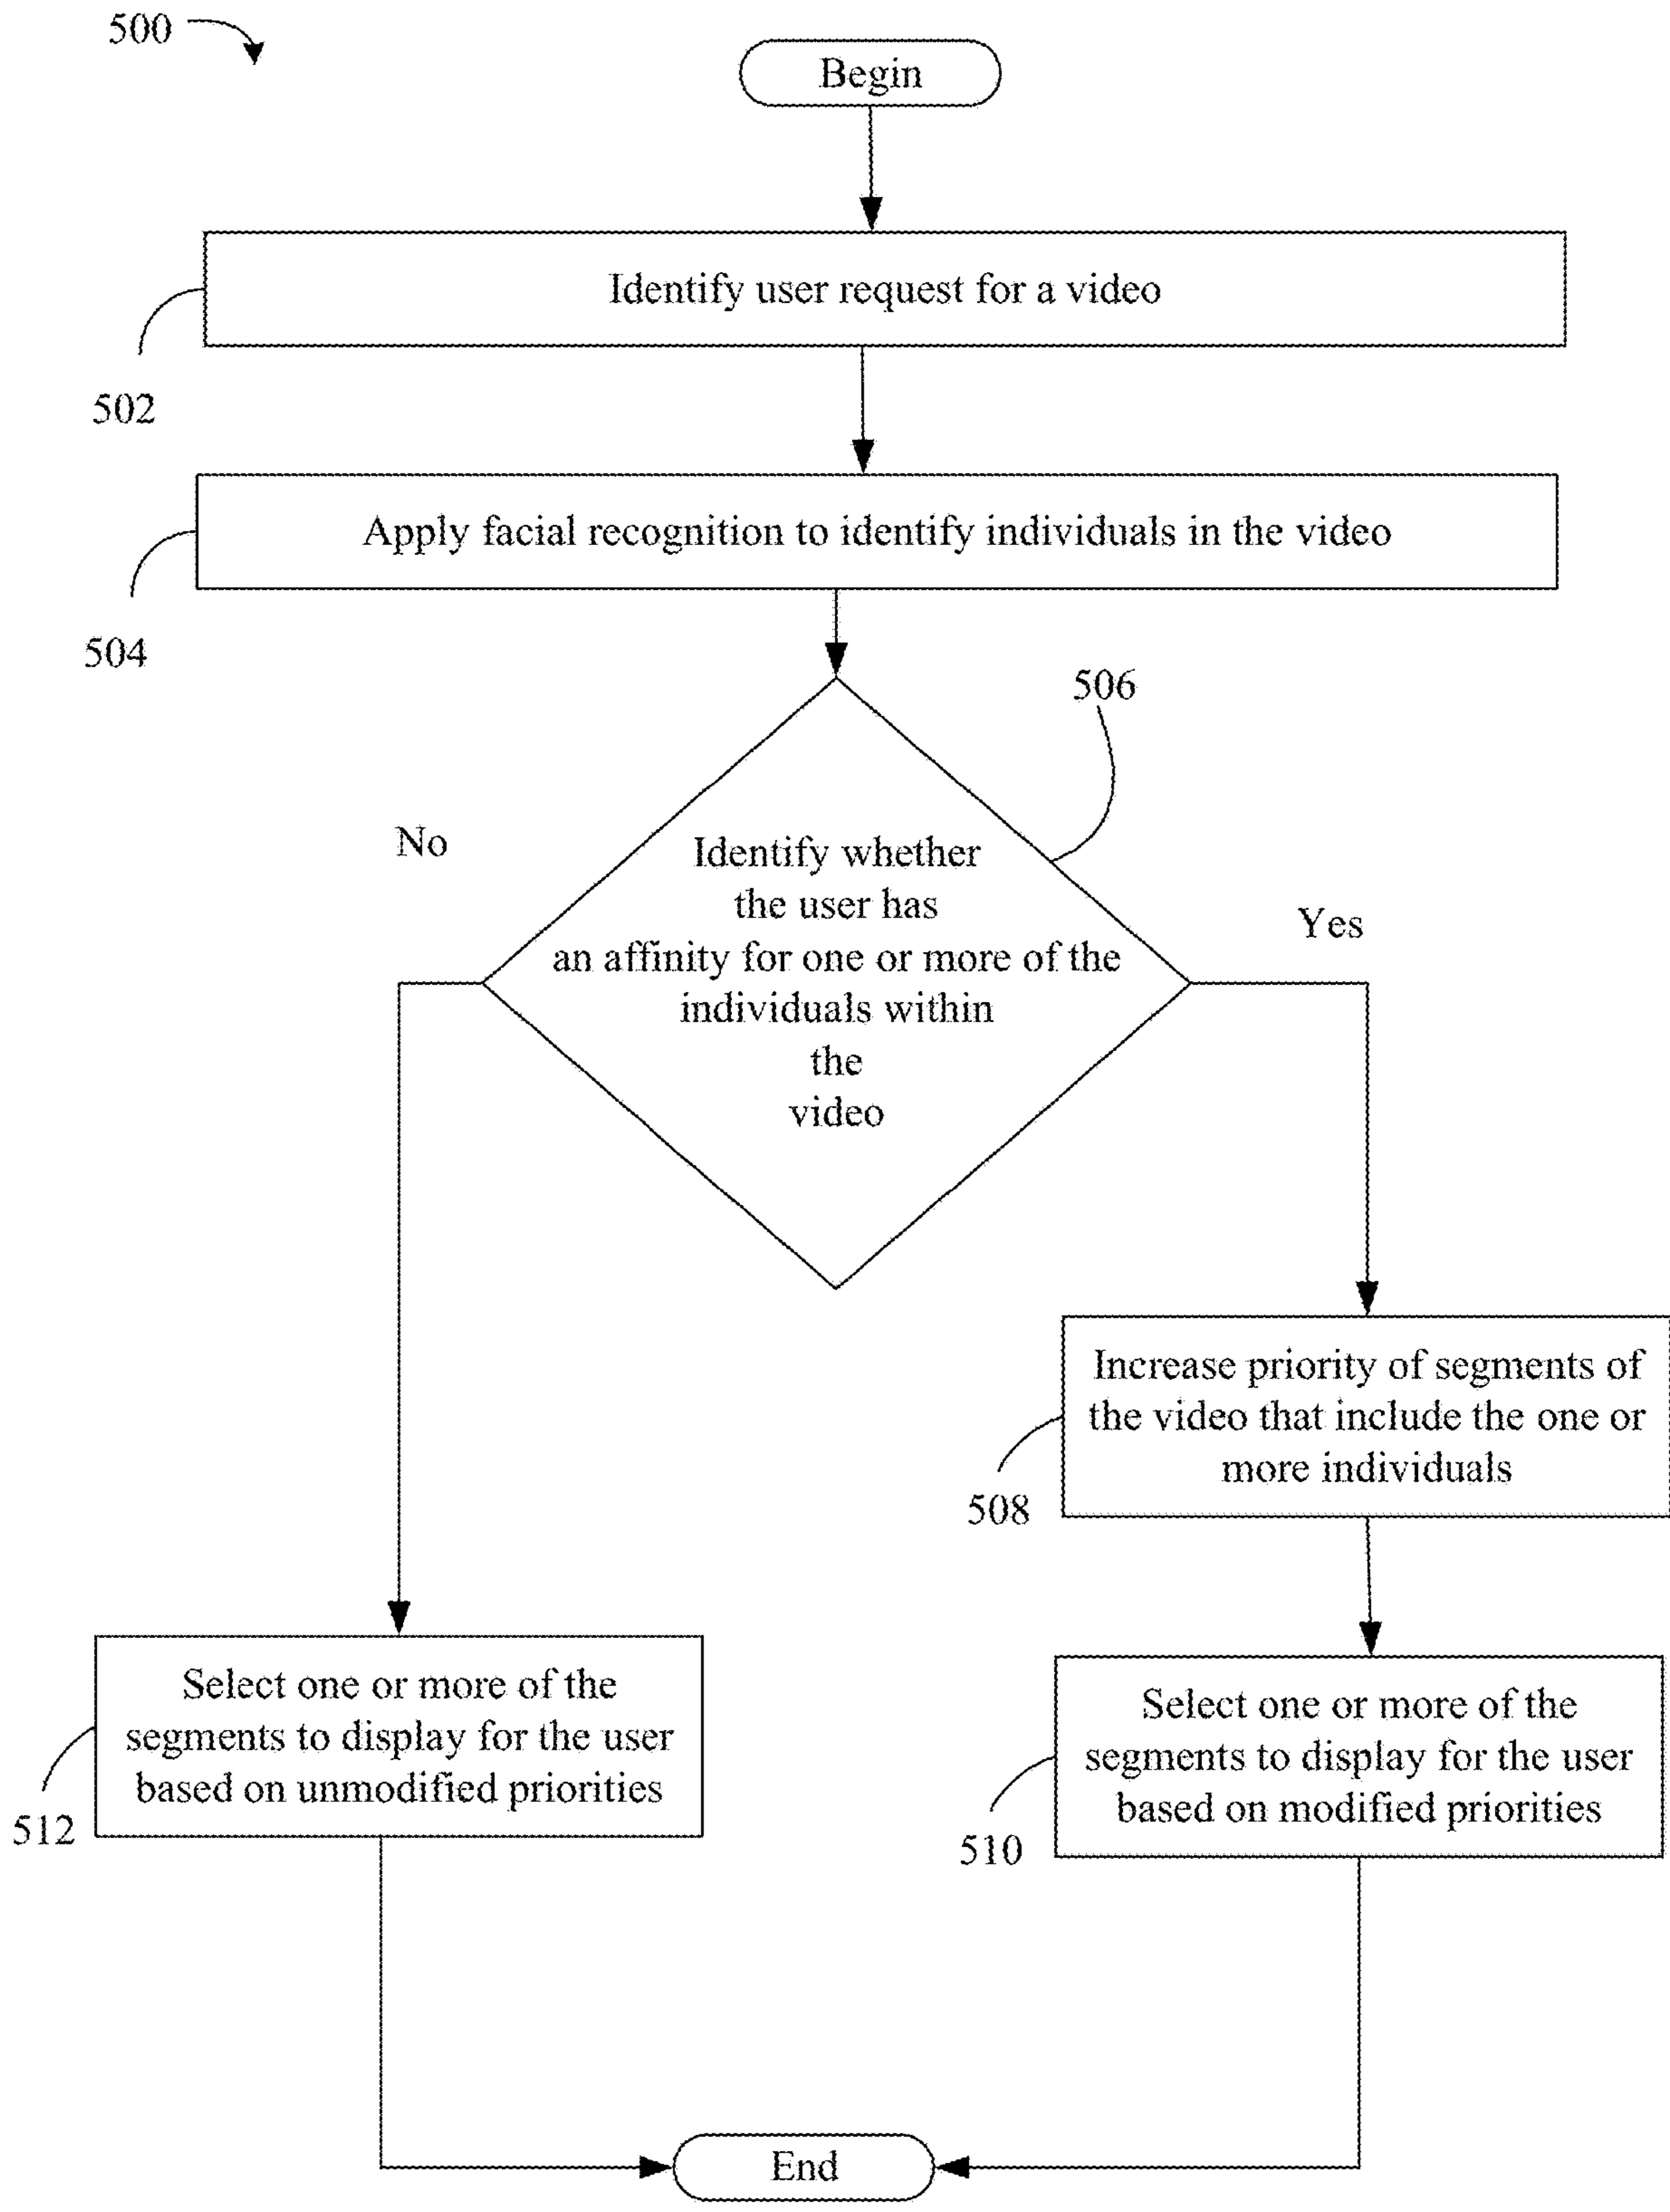 500
Begin
Identify user request for a video
502
Apply facial recognition to identify individuals in the video
504
506
No
Identify whether
the user has
an affinity for one or more of the
individuals within
the
video
Yes
Increase priority of segments of
the video that include the one or
more individuals
508
Select one or more of the
segments to display for the user
based on unmodified priorities
512
Select one or more of the
segments to display for the user
based on modified priorities
510
End